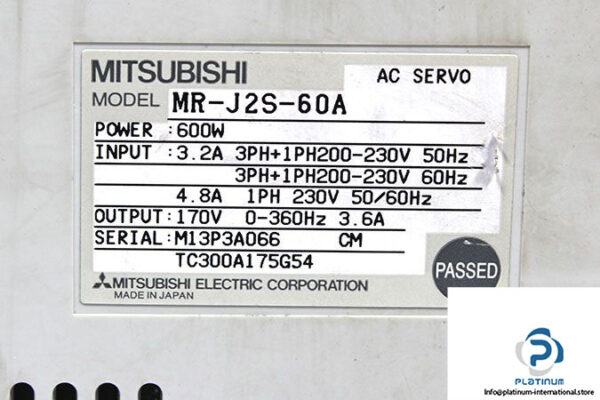 MITSUBISHI
AC SERVO
MODEL MR-J2S-60A
POWER :600W
INPUT :3.2A 3PH+1PH200-230V 50Hz
3PH+1PH200-230V 60Hz
4.8A 1PH 230V 50/60Hz
OUTPUT:170V 0-360Hz 3.6A
SERIAL:M13P3A066 CM
TC300A175G54
PASSED
MITSUBISHI ELECTRIC CORPORATION
MADE IN JAPAN
PLATINUM
Info@platinum-international.store